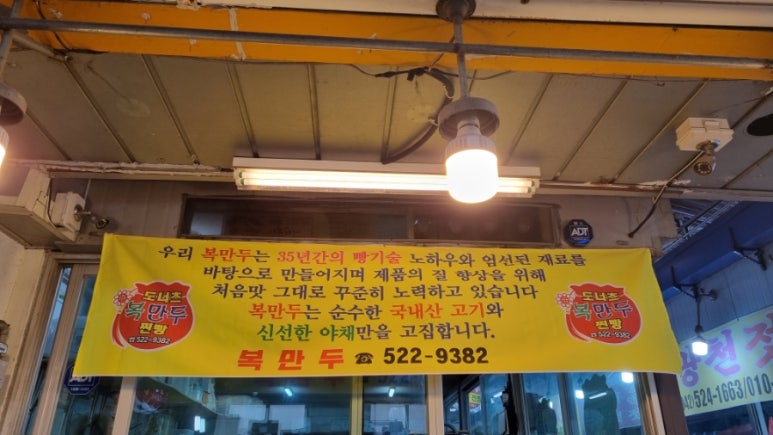 우리 복만두는 35년간의 빵기술 노하우와 엄선된 재료를
바탕으로 만들어지며 제품의 질 향상을 위해
처음맛 그대로 꾸준히 노력하고 있습니다
복만두는 순수한 국내산 고기와
신선한 야채만을 고집합니다.
복만두 ☎ 522-9382
도너츠
복만두
찐빵
☎ 522-9382
도너츠
복만두
찐빵
☎ 522-9382
ADT
ADT
524-1663/010